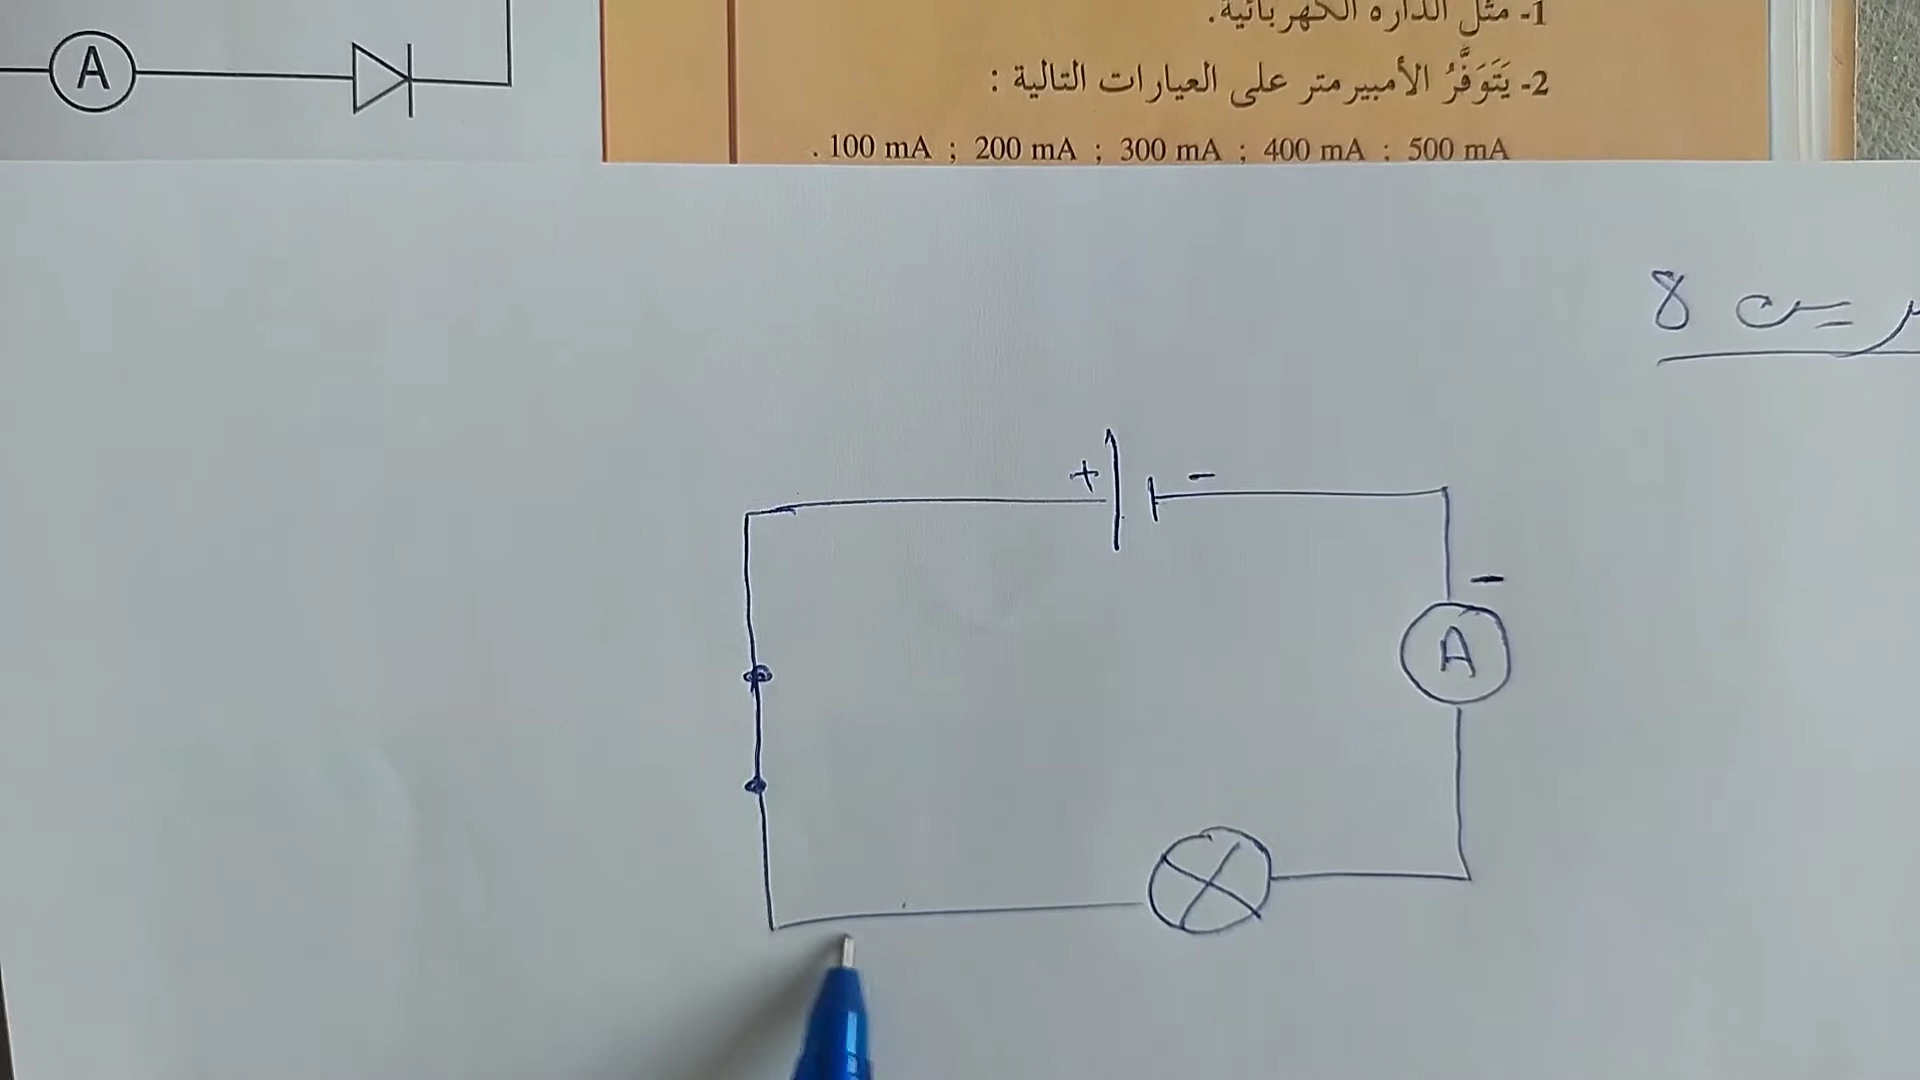 1- مثل الدارة الكهربائية.
2- يَتَوَفَّرُ الأمبيرمتر على العيارات التالية :
. 100 mA ; 200 mA ; 300 mA ; 400 mA ; 500 mA
A
8
+ -
-
A